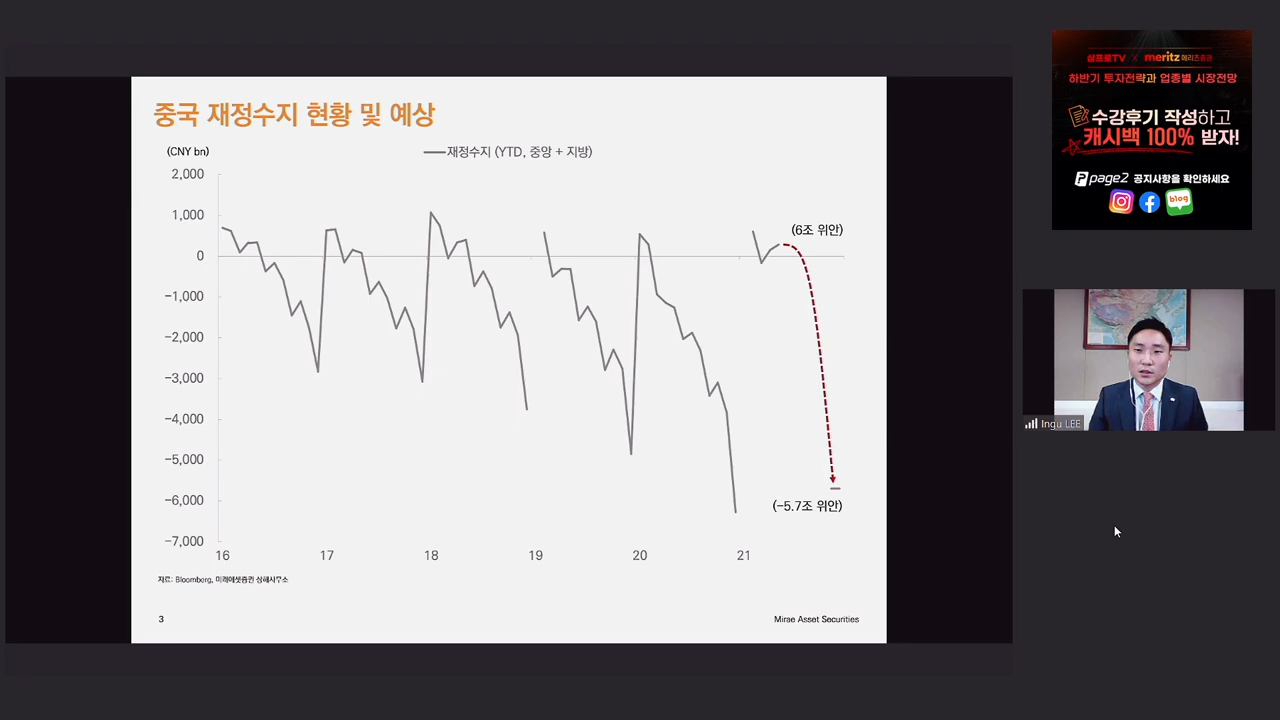 중국 재정수지 현황 및 예상
(CNY bn)
재정수지 (YTD, 중앙 + 지방)
2,000
1,000
0
-1,000
-2,000
-3,000
-4,000
-5,000
-6,000
-7,000
16 17 18 19 20 21
(6조 위안)
(-5.7조 위안)
자료: Bloomberg, 미래에셋증권 상해사무소
3
Mirae Asset Securities
삼프로TV X meritz 메리츠증권
하반기 투자전략과 업종별 시장전망
수강후기 작성하고
캐시백 100% 받자!
page2 공지사항을 확인하세요
blog
Ingu LEE